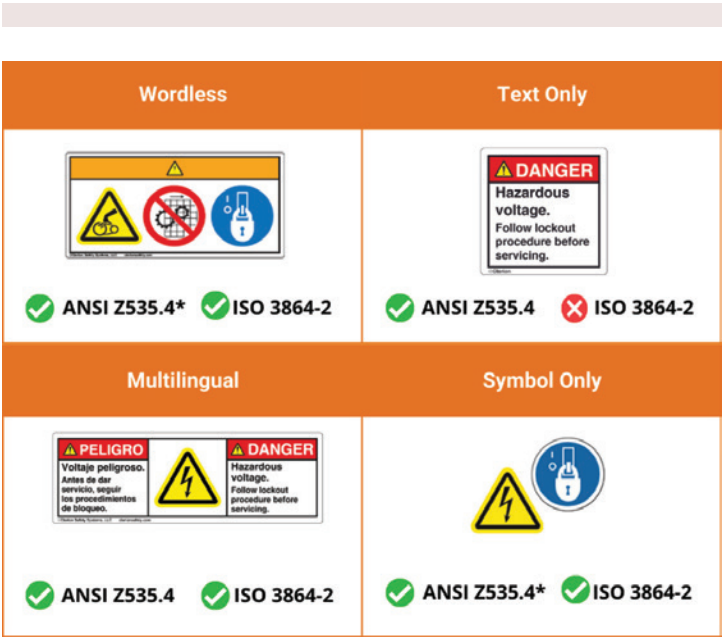 Wordless
Text Only
DANGER
Hazardous
voltage.
Follow lockout
procedure before
servicing.
ANSI Z535.4* ISO 3864-2
ANSI Z535.4 ISO 3864-2
Multilingual
Symbol Only
PELIGRO
Voltaje peligroso.
Antes de dar
servicio, seguir
los procedimientos
de bloqueo.
DANGER
Hazardous
voltage.
Follow lockout
procedure before
servicing.
ANSI Z535.4 ISO 3864-2
ANSI Z535.4* ISO 3864-2